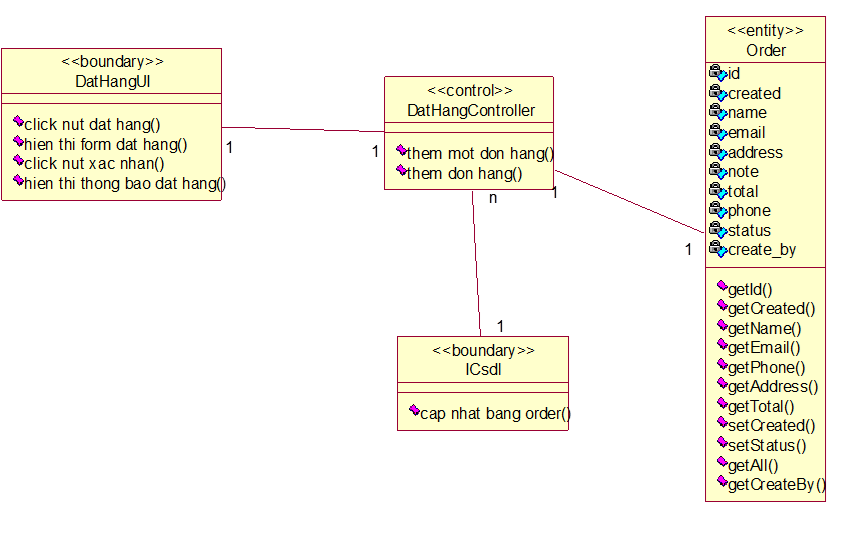 <<boundary>>
DatHangUI
click nut dat hang()
hien thi form dat hang()
click nut xac nhan()
hien thi thong bao dat hang()
1
1
<<control>>
DatHangController
them mot don hang()
them don hang()
n
1
1
1
<<boundary>>
ICsdl
cap nhat bang order()
<<entity>>
Order
id
created
name
email
address
note
total
phone
status
create_by
getId()
getCreated()
getName()
getEmail()
getPhone()
getAddress()
getTotal()
setCreated()
setStatus()
getAll()
getCreateBy()